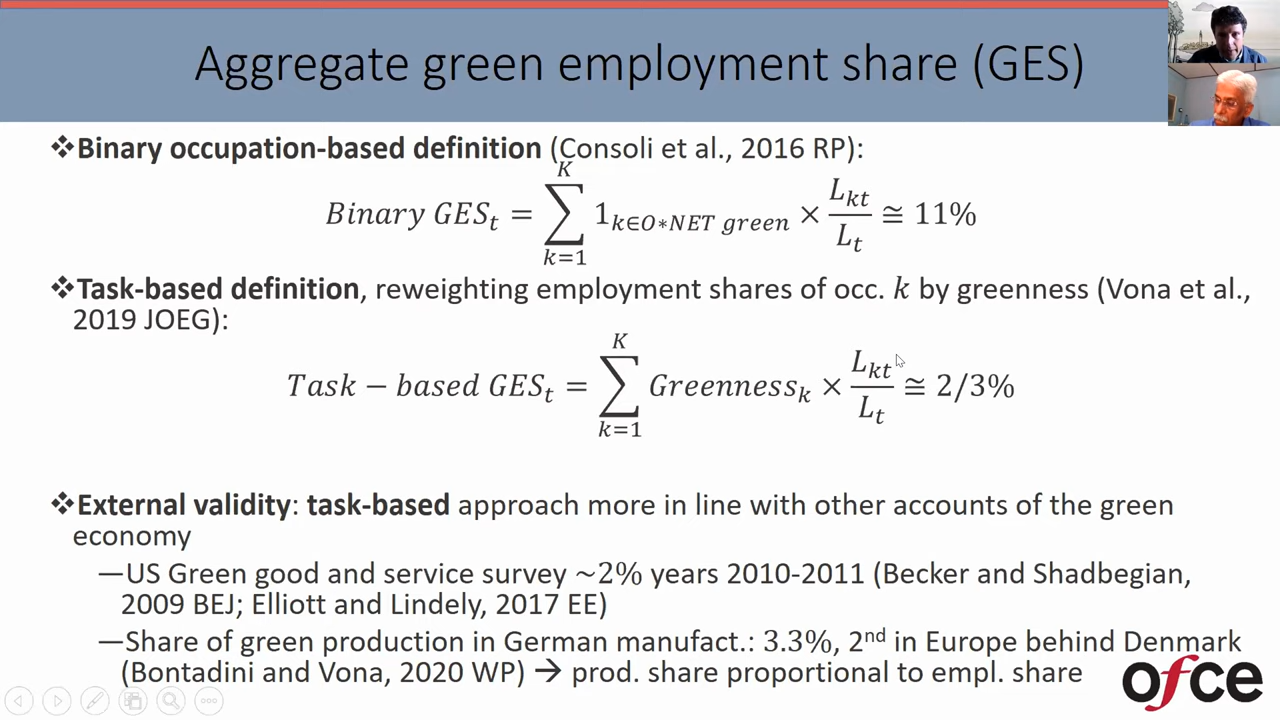 Aggregate green employment share (GES)
❖Binary occupation-based definition (Consoli et al., 2016 RP):
Binary GES_t = ∑_{k=1}^{K} 1_{k∈O*NET green} × L_{kt}/L_t ≅ 11%
❖Task-based definition, reweighting employment shares of occ. k by greenness (Vona et al.,
2019 JOEG):
Task − based GES_t = ∑_{k=1}^{K} Greenness_k × L_{kt}/L_t ≅ 2/3%
❖External validity: task-based approach more in line with other accounts of the green
economy
—US Green good and service survey ~2% years 2010-2011 (Becker and Shadbegian,
2009 BEJ; Elliott and Lindely, 2017 EE)
—Share of green production in German manufact.: 3.3%, 2nd in Europe behind Denmark
(Bontadini and Vona, 2020 WP) → prod. share proportional to empl. share
ofce